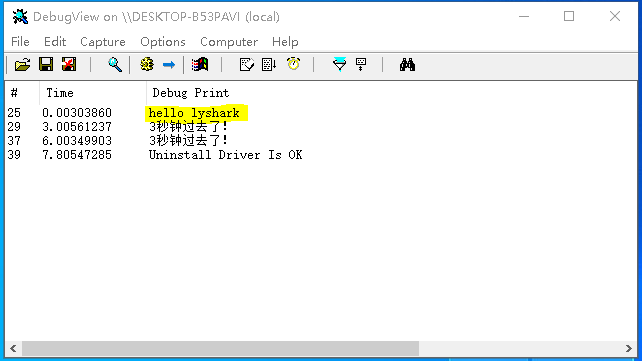 DebugView on \\DESKTOP-B53PAVI (local)
File Edit Capture Options Computer Help
# Time Debug Print
25 0.00303860 hello lyshark
29 3.00561237 3秒钟过去了!
37 6.00349903 3秒钟过去了!
39 7.80547285 Uninstall Driver Is OK